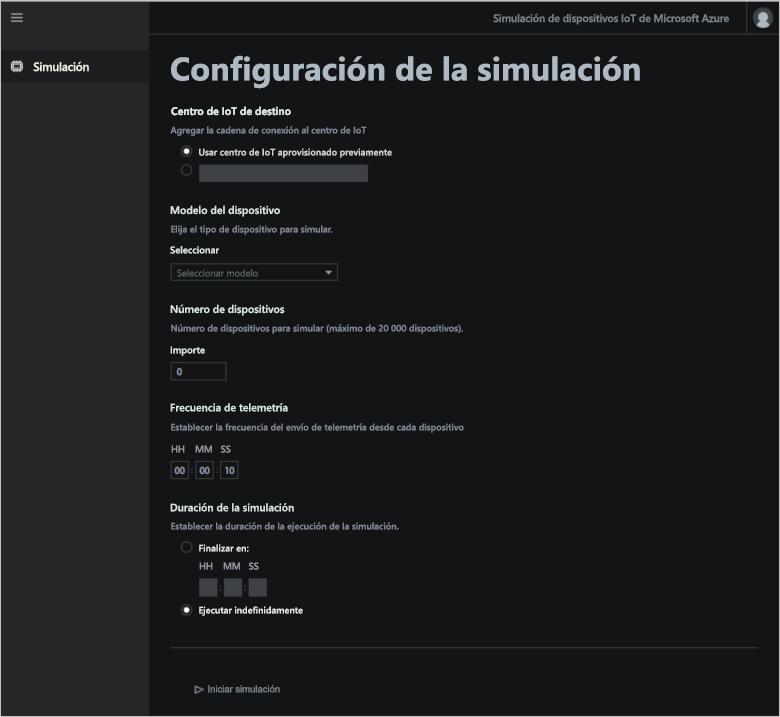 Simulación de dispositivos IoT de Microsoft Azure
Simulación
Configuración de la simulación
Centro de IoT de destino
Agregar la cadena de conexión al centro de IoT
Usar centro de IoT aprovisionado previamente
Modelo del dispositivo
Elija el tipo de dispositivo para simular.
Seleccionar
Seleccionar modelo
Número de dispositivos
Número de dispositivos para simular (máximo de 20 000 dispositivos).
Importe
0
Frecuencia de telemetría
Establecer la frecuencia del envío de telemetría desde cada dispositivo
HH MM SS
00 : 00 : 10
Duración de la simulación
Establecer la duración de la ejecución de la simulación.
Finalizar en:
HH MM SS
: :
Ejecutar indefinidamente
Iniciar simulación